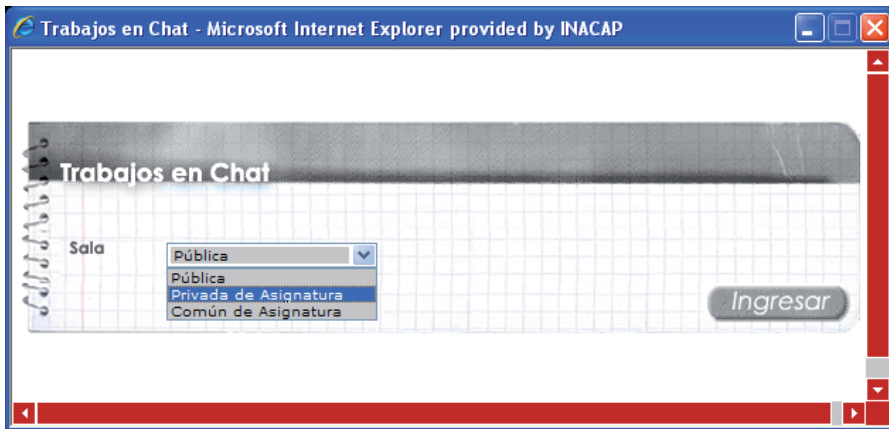 Trabajos en Chat - Microsoft Internet Explorer provided by INACAP
Trabajos en Chat
Sala
Pública
Pública
Privada de Asignatura
Común de Asignatura
Ingresar